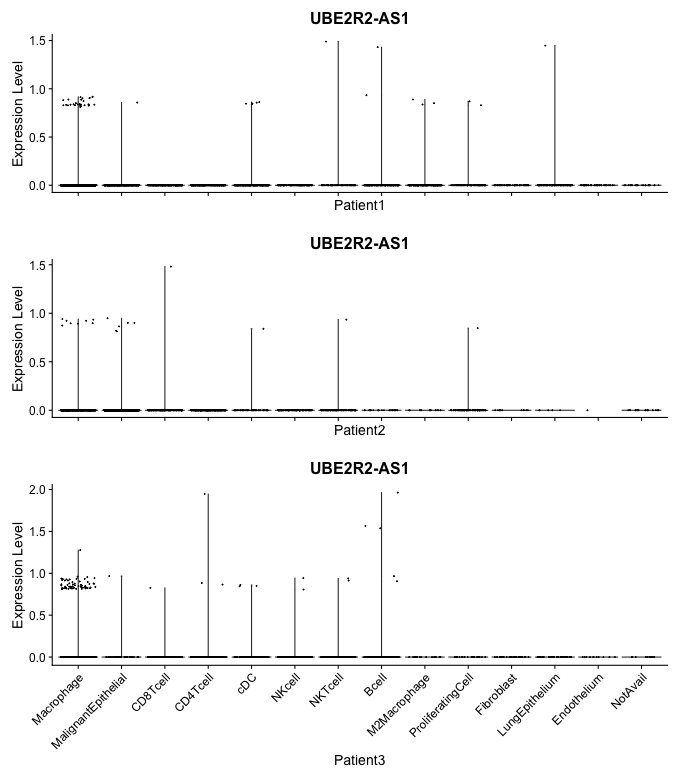 UBE2R2-AS1
1.5
1.0
0.5
0.0
Expression Level
Patient1
UBE2R2-AS1
1.5
1.0
0.5
0.0
Expression Level
Patient2
UBE2R2-AS1
2.0
1.5
1.0
0.5
0.0
Expression Level
Macrophage
MalignantEpithelial
CD8Tcell
CD4Tcell
cDC
NKcell
NKTcell
Bcell
M2Macrophage
ProliferatingCell
Fibroblast
LungEpithelium
Endothelium
NotAvail
Patient3